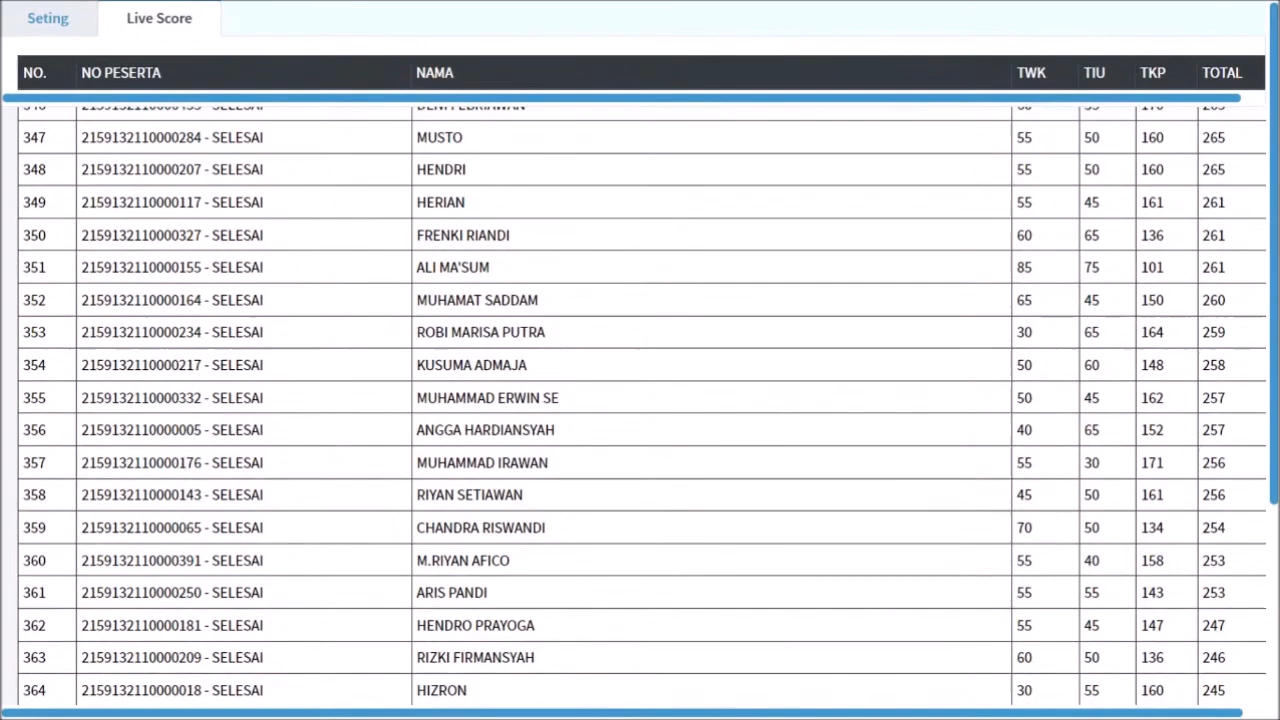 Seting Live Score
NO. NO PESERTA NAMA TWK TIU TKP TOTAL
347 2159132110000284 - SELESAI MUSTO 55 50 160 265
348 2159132110000207 - SELESAI HENDRI 55 50 160 265
349 2159132110000117 - SELESAI HERIAN 55 45 161 261
350 2159132110000327 - SELESAI FRENKI RIANDI 60 65 136 261
351 2159132110000155 - SELESAI ALI MA'SUM 85 75 101 261
352 2159132110000164 - SELESAI MUHAMAT SADDAM 65 45 150 260
353 2159132110000234 - SELESAI ROBI MARISA PUTRA 30 65 164 259
354 2159132110000217 - SELESAI KUSUMA ADMAJA 50 60 148 258
355 2159132110000332 - SELESAI MUHAMMAD ERWIN SE 50 45 162 257
356 2159132110000005 - SELESAI ANGGA HARDIANSYAH 40 65 152 257
357 2159132110000176 - SELESAI MUHAMMAD IRAWAN 55 30 171 256
358 2159132110000143 - SELESAI RIYAN SETIAWAN 45 50 161 256
359 2159132110000065 - SELESAI CHANDRA RISWANDI 70 50 134 254
360 2159132110000391 - SELESAI M.RIYAN AFICO 55 40 158 253
361 2159132110000250 - SELESAI ARIS PANDI 55 55 143 253
362 2159132110000181 - SELESAI HENDRO PRAYOGA 55 45 147 247
363 2159132110000209 - SELESAI RIZKI FIRMANSYAH 60 50 136 246
364 2159132110000018 - SELESAI HIZRON 30 55 160 245